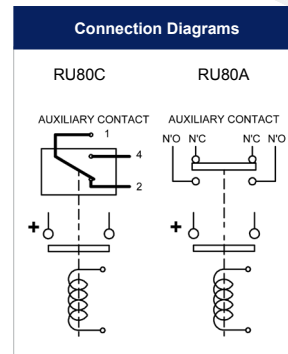 Connection Diagrams
RU80C RU80A
AUXILIARY CONTACT AUXILIARY CONTACT
1 N'O N'C N'C N'O
4
2
+ +